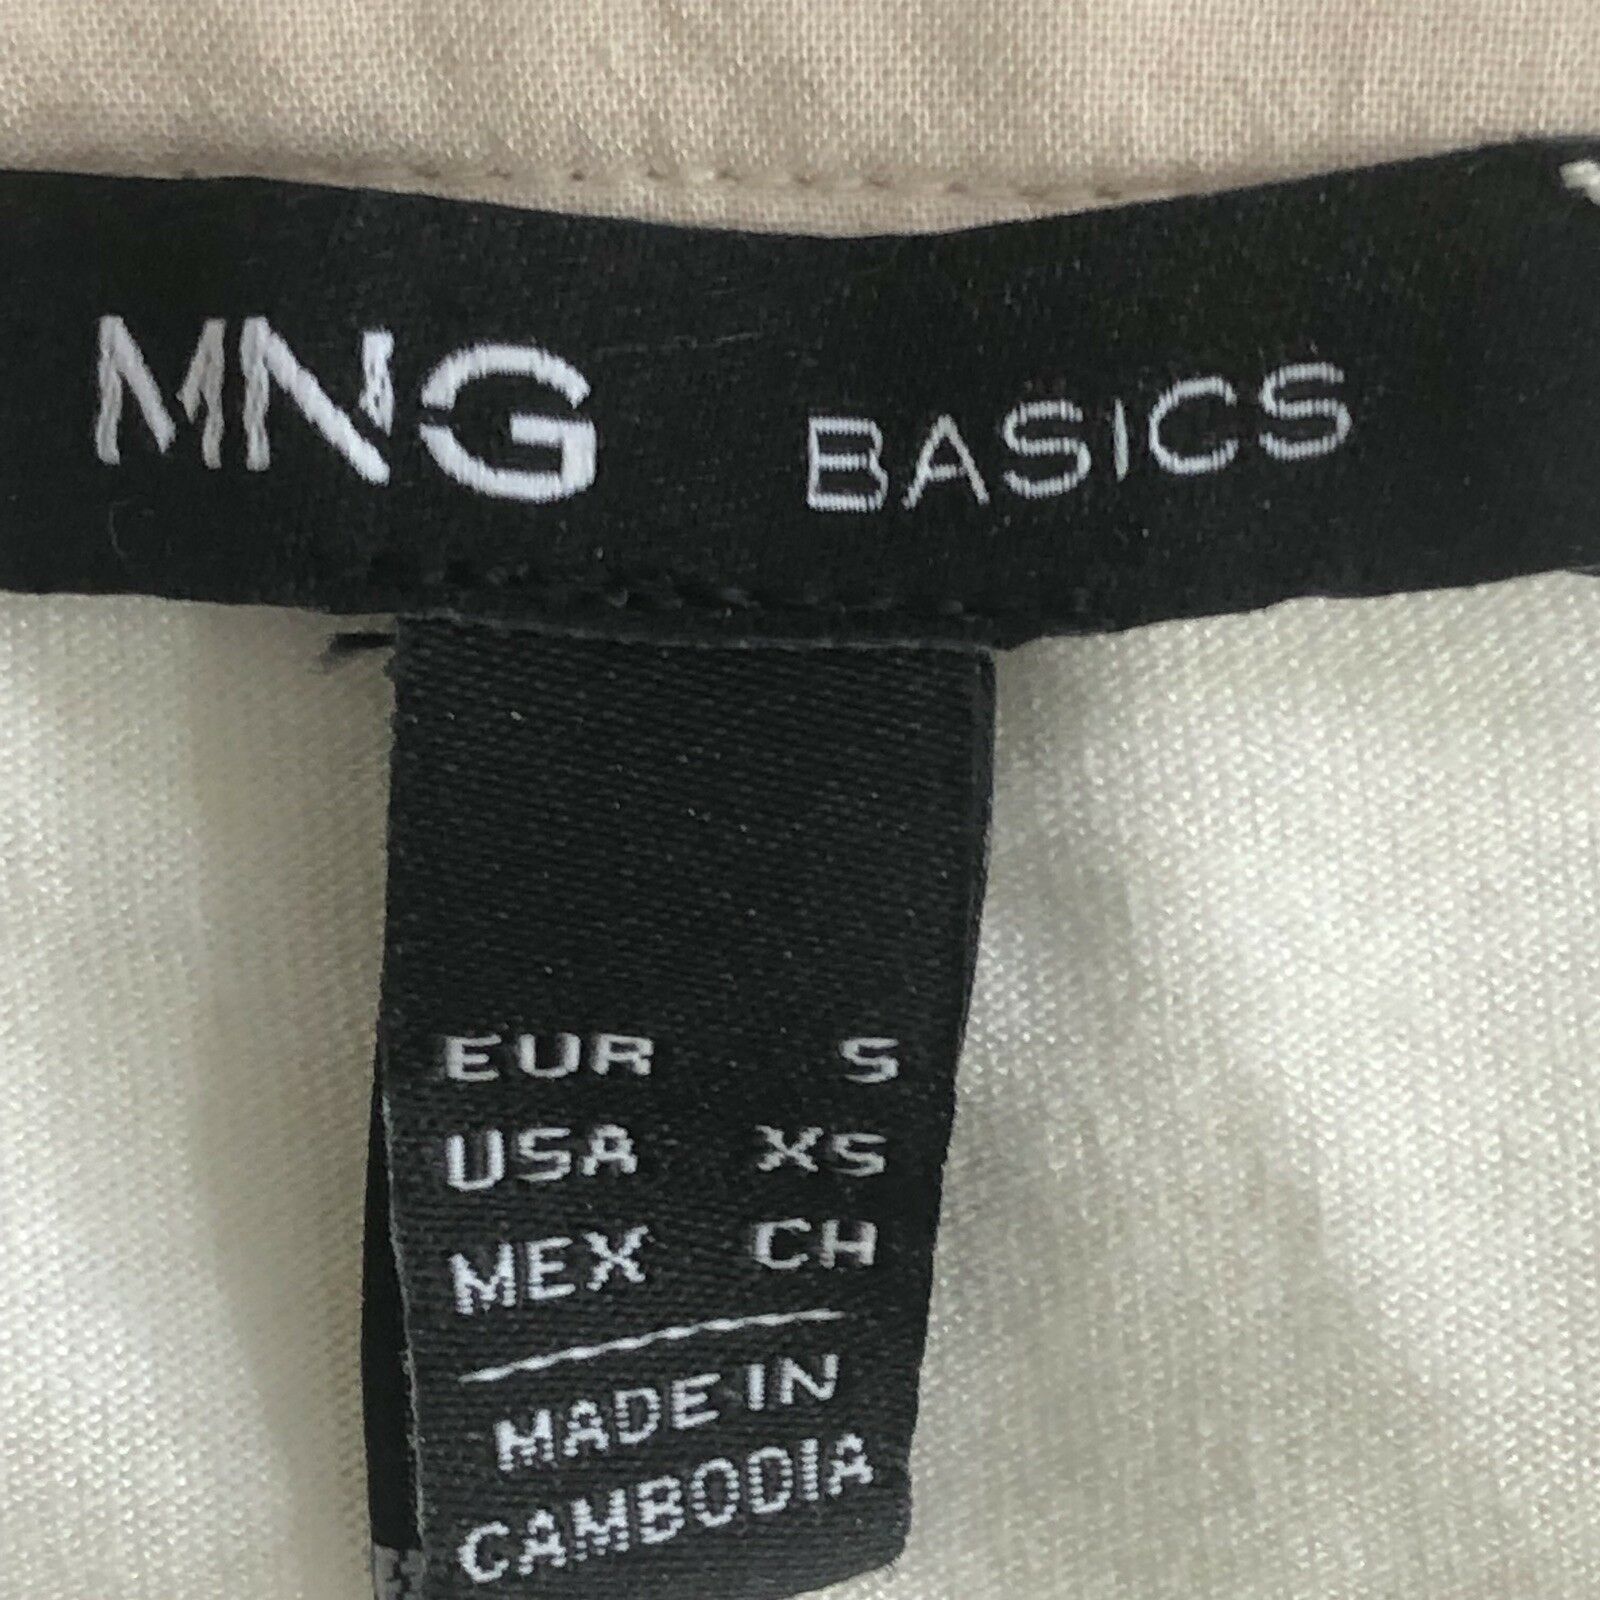 MNG BASICS
EUR S
USA XS
MEX CH
MADE IN
CAMBODIA